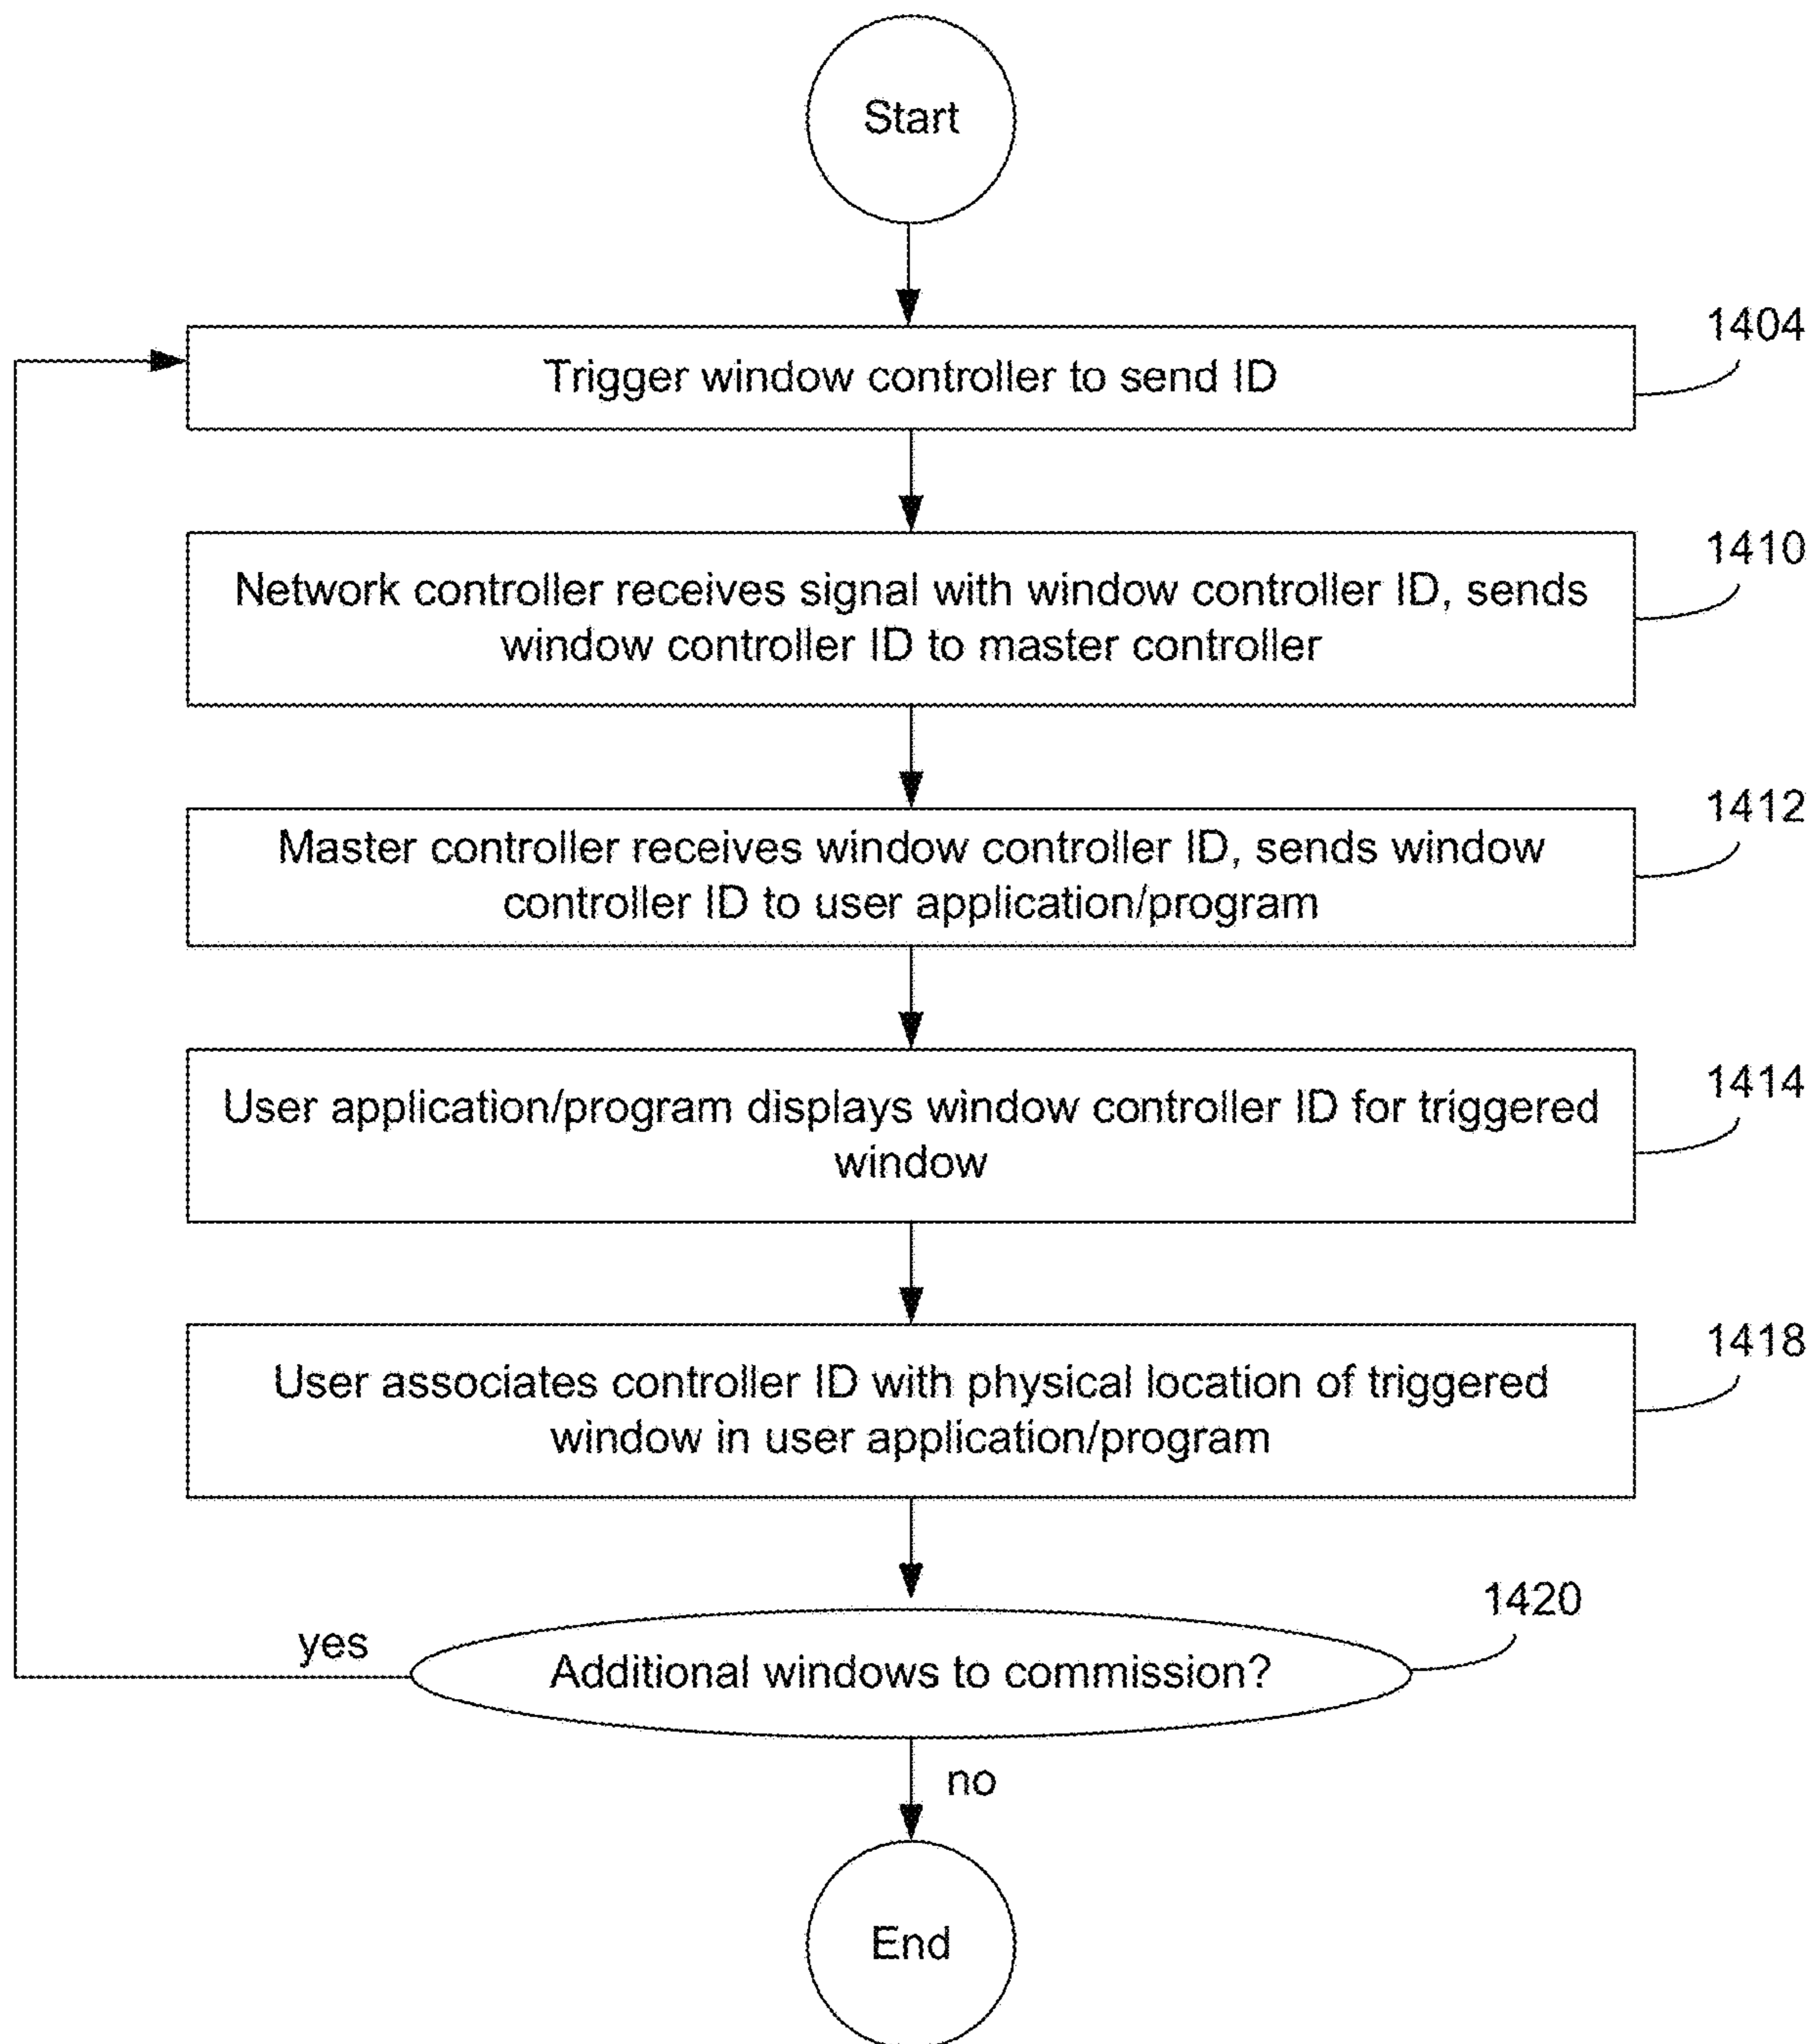 Start
1404
Trigger window controller to send ID
1410
Network controller receives signal with window controller ID, sends
window controller ID to master controller
1412
Master controller receives window controller ID, sends window
controller ID to user application/program
1414
User application/program displays window controller ID for triggered
window
1418
User associates controller ID with physical location of triggered
window in user application/program
1420
yes
Additional windows to commission?
no
End